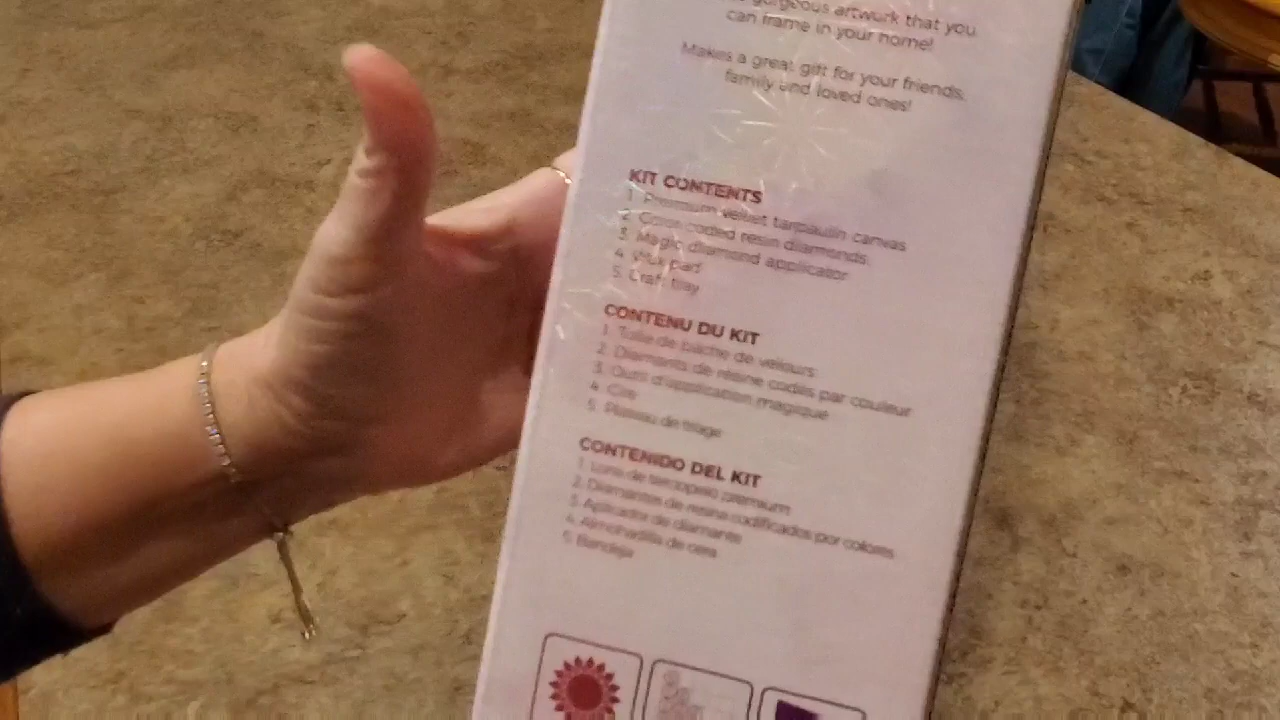 gorgeous artwork that you
can frame in your home!
Makes a great gift for your friends,
family and loved ones!
KIT CONTENTS
1. Premium velvet tarpaulin canvas
2. Color coded resin diamonds
3. Magic diamond applicator
4. Wax pad
5. Craft tray
CONTENU DU KIT
1. Toile de bâche de velours
2. Diamants de résine codés par couleur
3. Outil d'application magique
4. Cire
5. Plateau de triage
CONTENIDO DEL KIT
1. Lona de terciopelo premium
2. Diamantes de resina codificados por colores
3. Aplicador de diamante
4. Almohadilla de cera
5. Bandeja